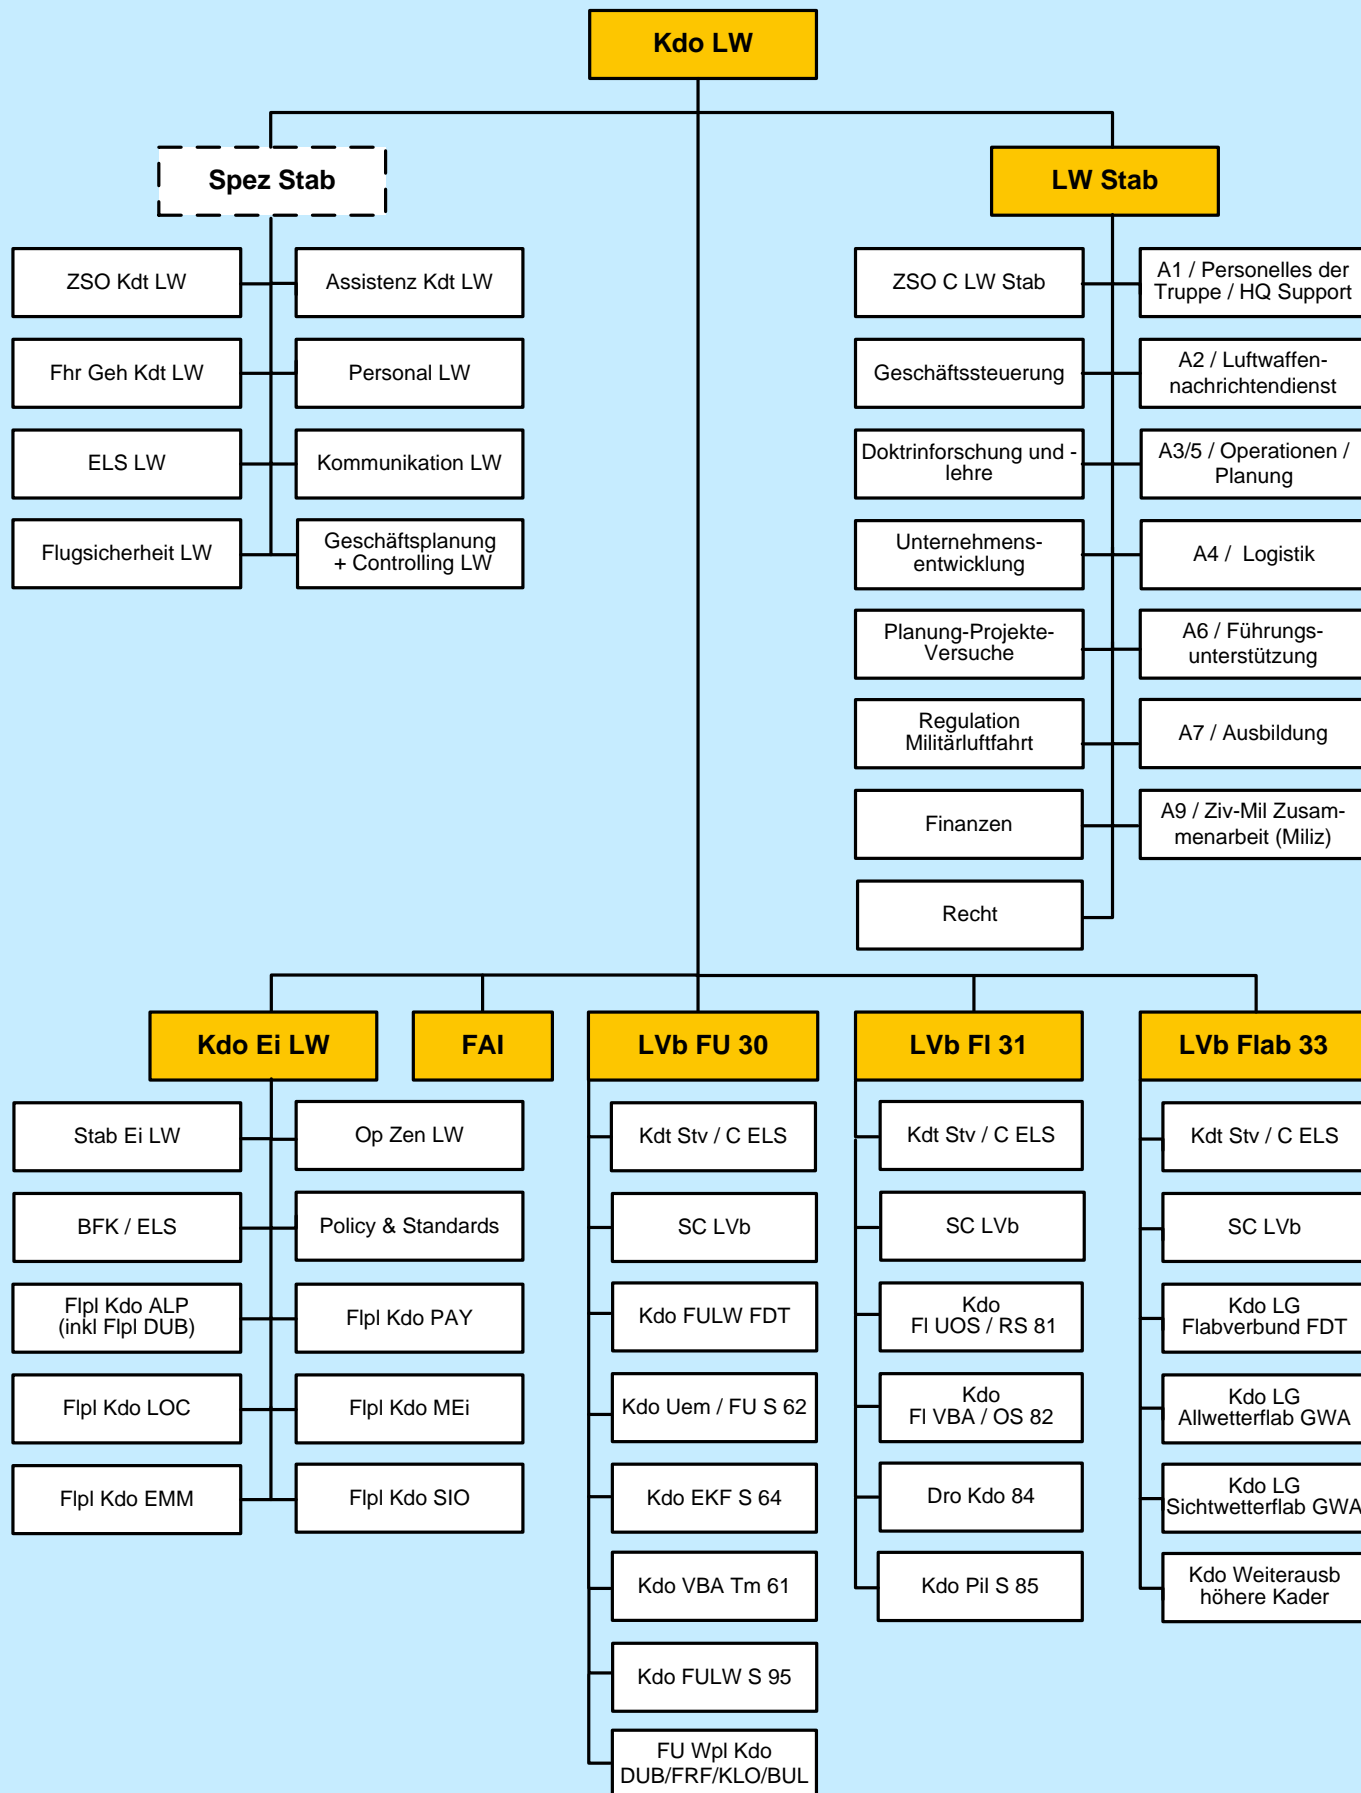 Kdo LW
Spez Stab
LW Stab
ZSO Kdt LW
Assistenz Kdt LW
Fhr Geh Kdt LW
Personal LW
ELS LW
Kommunikation LW
Flugsicherheit LW
Geschäftsplanung
+ Controlling LW
ZSO C LW Stab
A1 / Personelles der
Truppe / HQ Support
Geschäftssteuerung
A2 / Luftwaffen-
nachrichtendienst
Doktrinforschung und -
lehre
A3/5 / Operationen /
Planung
Unternehmens-
entwicklung
A4 / Logistik
Planung-Projekte-
Versuche
A6 / Führungs-
unterstützung
Regulation
Militärluftfahrt
A7 / Ausbildung
Finanzen
A9 / Ziv-Mil Zusam-
menarbeit (Miliz)
Recht
Kdo Ei LW
FAI
LVb FU 30
LVb Fl 31
LVb Flab 33
Stab Ei LW
Op Zen LW
BFK / ELS
Policy & Standards
Flpl Kdo ALP
(inkl Flpl DUB)
Flpl Kdo PAY
Flpl Kdo LOC
Flpl Kdo MEi
Flpl Kdo EMM
Flpl Kdo SIO
Kdt Stv / C ELS
SC LVb
Kdo FULW FDT
Kdo Uem / FU S 62
Kdo EKF S 64
Kdo VBA Tm 61
Kdo FULW S 95
FU Wpl Kdo
DUB/FRF/KLO/BUL
Kdt Stv / C ELS
SC LVb
Kdo
Fl UOS / RS 81
Kdo
Fl VBA / OS 82
Dro Kdo 84
Kdo Pil S 85
Kdt Stv / C ELS
SC LVb
Kdo LG
Flabverbund FDT
Kdo LG
Allwetterflab GWA
Kdo LG
Sichtwetterflab GWA
Kdo Weiterausb
höhere Kader